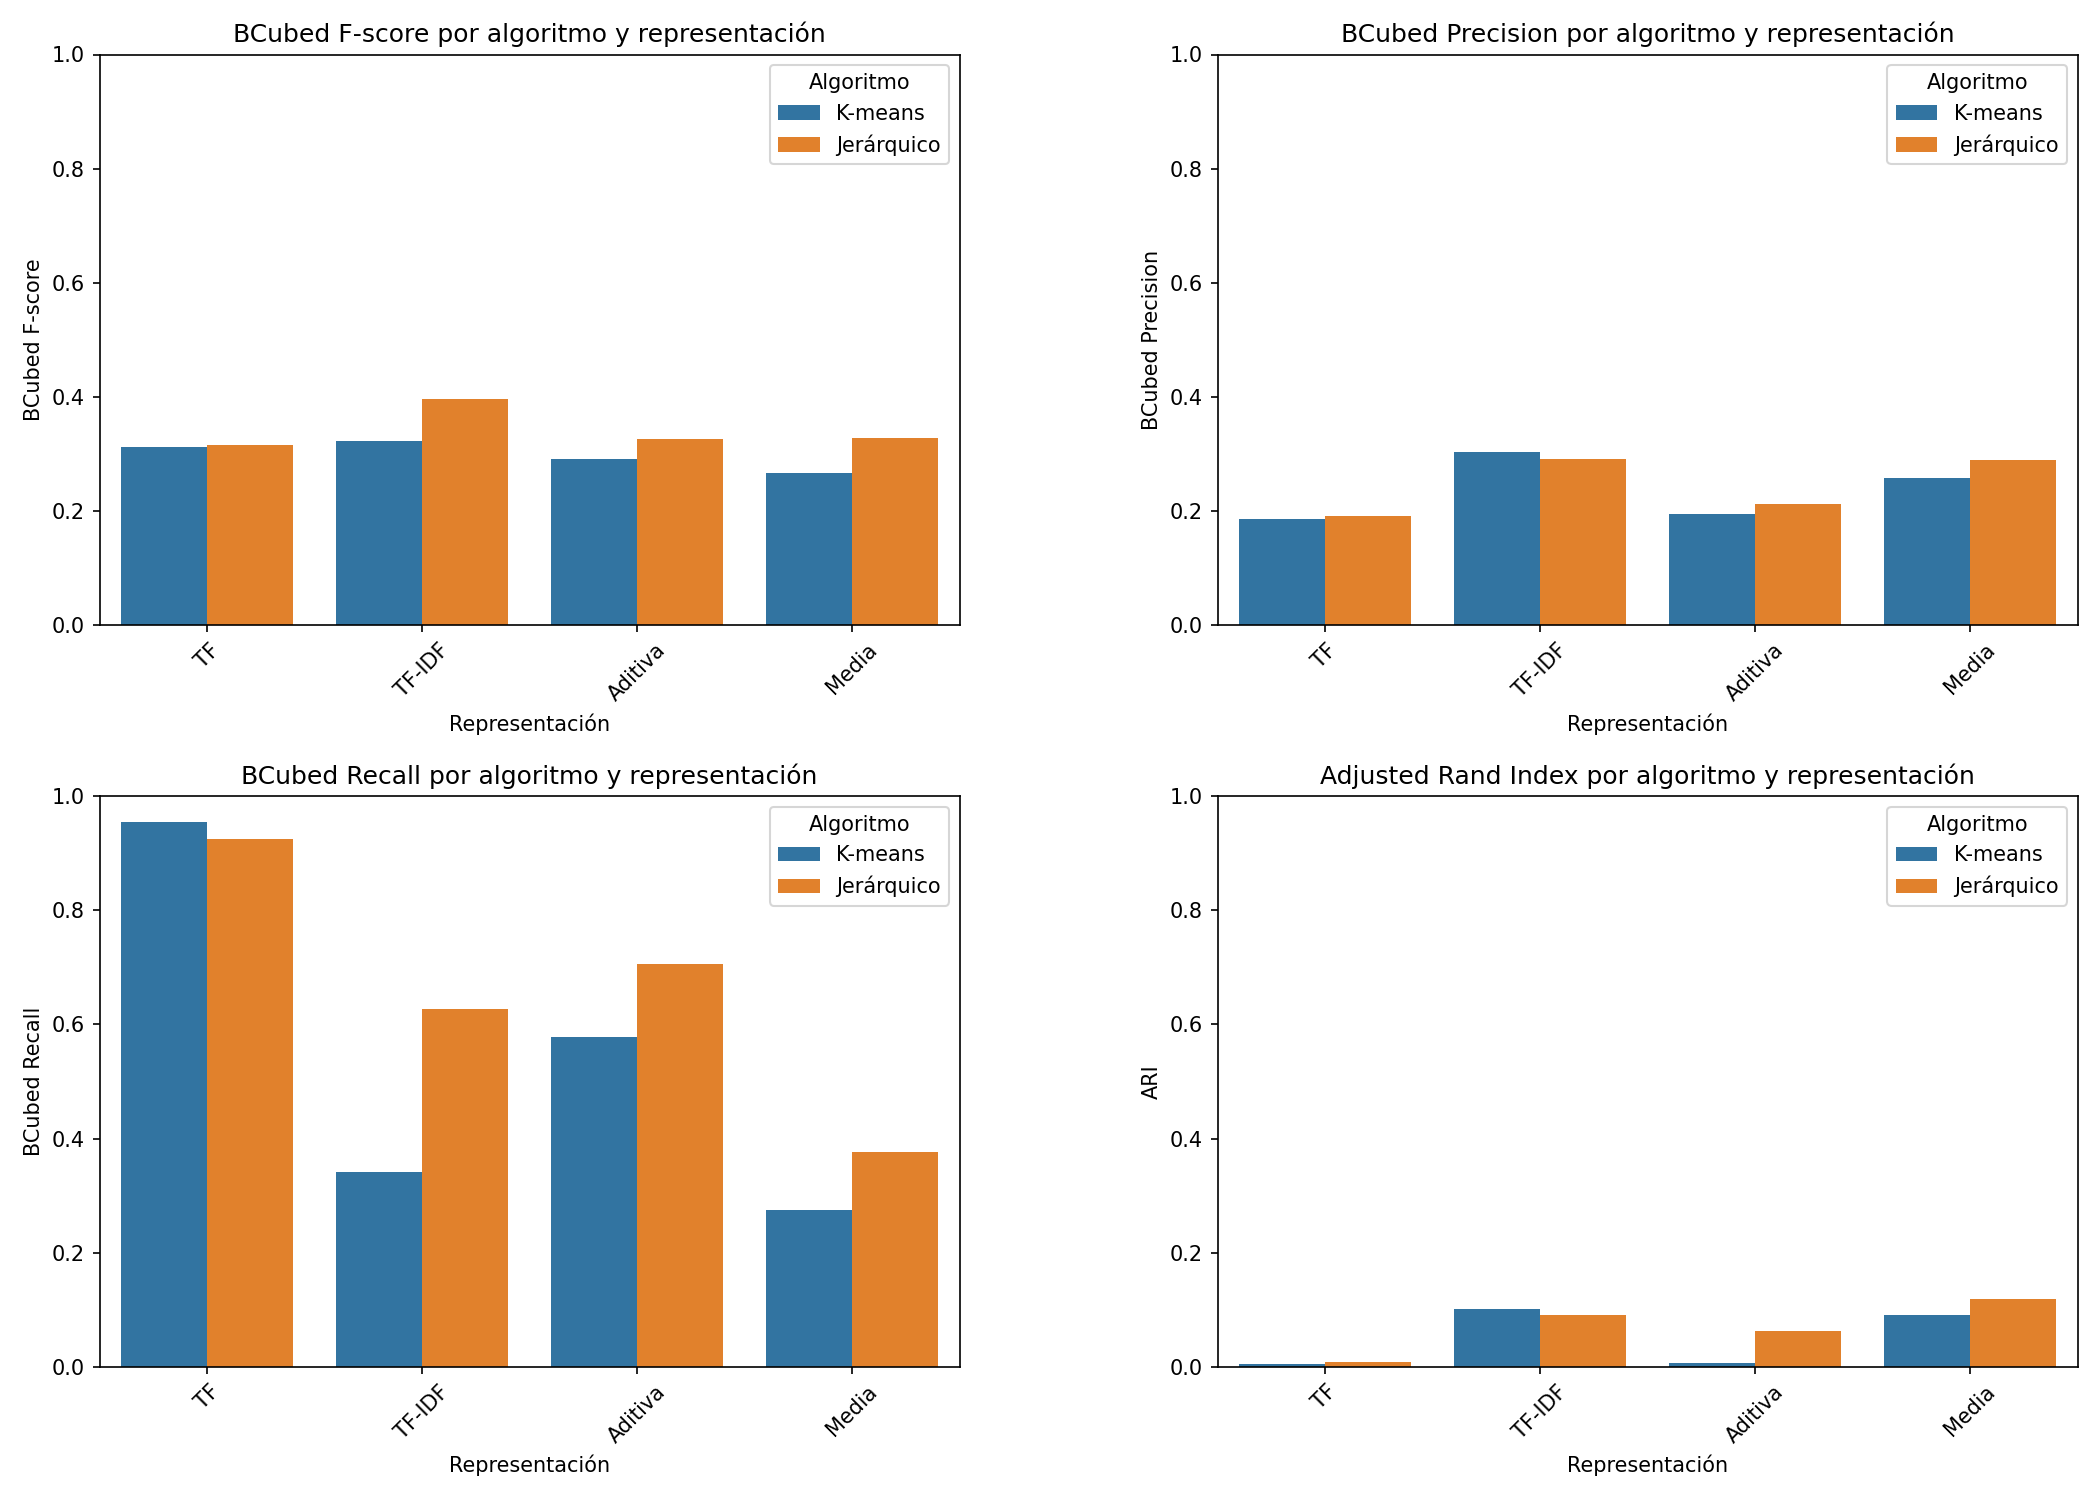 BCubed F-score por algoritmo y representación
1.0
0.8
0.6
0.4
0.2
0.0
BCubed F-score
Algoritmo
K-means
Jerárquico
TF
TF-IDF
Aditiva
Media
Representación
BCubed Precision por algoritmo y representación
1.0
0.8
0.6
0.4
0.2
0.0
BCubed Precision
Algoritmo
K-means
Jerárquico
TF
TF-IDF
Aditiva
Media
Representación
BCubed Recall por algoritmo y representación
1.0
0.8
0.6
0.4
0.2
0.0
BCubed Recall
Algoritmo
K-means
Jerárquico
TF
TF-IDF
Aditiva
Media
Representación
Adjusted Rand Index por algoritmo y representación
1.0
0.8
0.6
0.4
0.2
0.0
ARI
Algoritmo
K-means
Jerárquico
TF
TF-IDF
Aditiva
Media
Representación